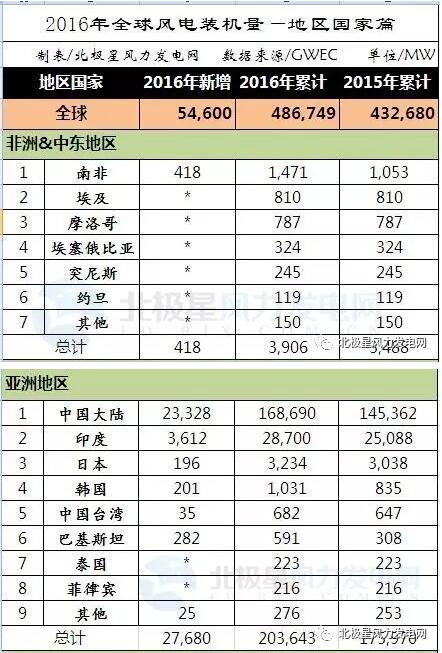 2016年全球风电装机量-地区国家篇
制表/北极星风力发电网 数据来源/GWEC 单位/MW
地区国家 2016年新增 2016年累计 2015年累计
全球 54,600 486,749 432,680
非洲&中东地区
1 南非 418 1,471 1,053
2 埃及 * 810 810
3 摩洛哥 * 787 787
4 埃塞俄比亚 * 324 324
5 突尼斯 * 245 245
6 约旦 * 119 119
7 其他 * 150 150
总计 418 3,906 3,488
北极星风力发电网
北极星风力发电网
亚洲地区
1 中国大陆 23,328 168,690 145,362
2 印度 3,612 28,700 25,088
3 日本 196 3,234 3,038
4 韩国 201 1,031 835
5 中国台湾 35 682 647
6 巴基斯坦 282 591 308
7 泰国 * 223 223
8 菲律宾 * 216 216
9 其他 25 276 253
总计 27,680 203,643
北极星风力发电网
北极星风力发电网